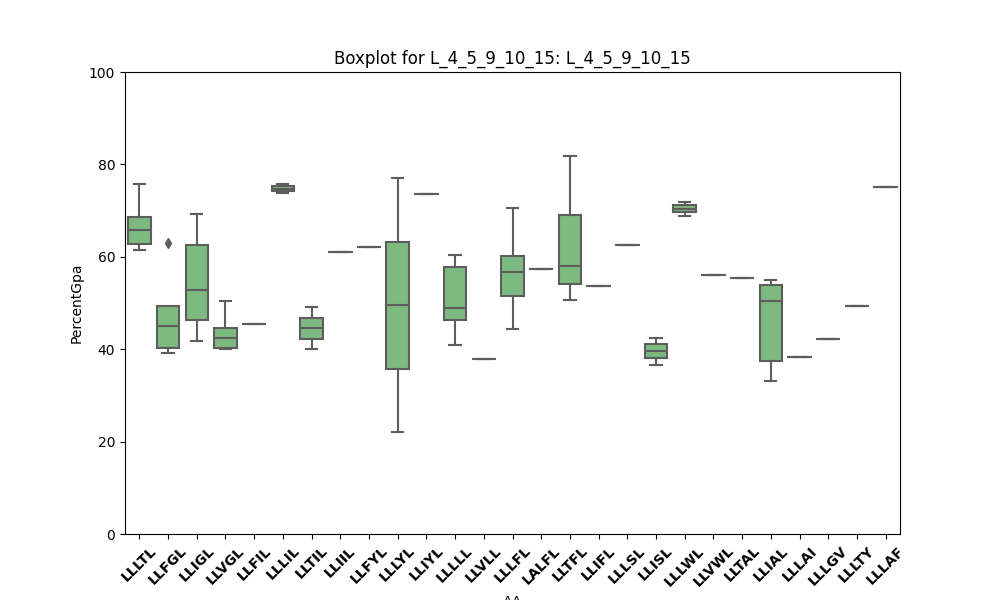 Boxplot for L_4_5_9_10_15: L_4_5_9_10_15
PercentGpa
100
80
60
40
20
0
LLLTL LLFGL LLIGL LLVGL LLFIL LLLIL LLTIL LLIIL LLFYL LLLYL LLIYL LLLLL LLVLL LLLFL LALFL LLTFL LLIFL LLLSL LLISL LLLWL LLVWL LLTAL LLIAL LLLAI LLLGV LLLTY LLLAF
AA